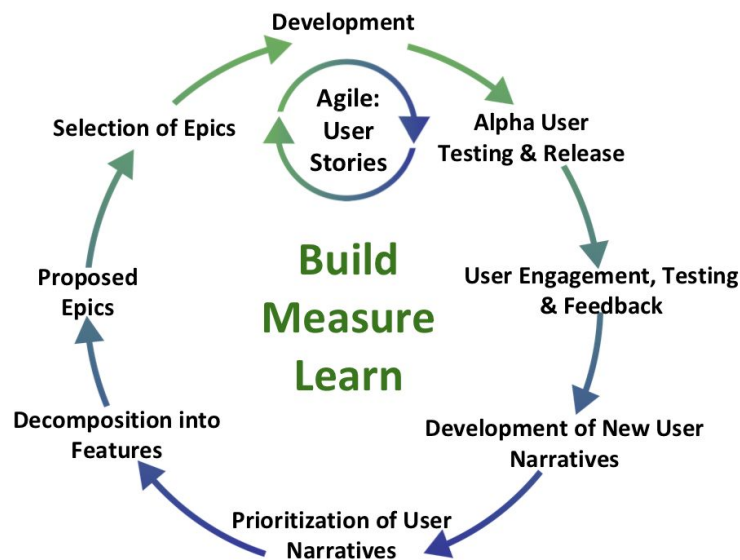 Development
Agile:
User
Stories
Selection of Epics
Alpha User
Testing & Release
Build
Measure
Learn
Proposed
Epics
User Engagement, Testing
& Feedback
Decomposition into
Features
Development of New User
Narratives
Prioritization of User
Narratives